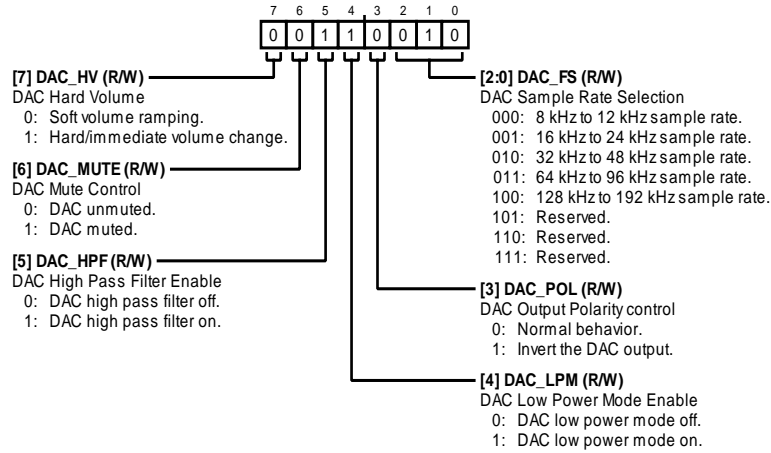 7 6 5 4 3 2 1 0
0 0 1 1 0 0 1 0
[7] DAC_HV (R/W)
DAC Hard Volume
0: Soft volume ramping.
1: Hard/immediate volume change.
[6] DAC_MUTE (R/W)
DAC Mute Control
0: DAC unmuted.
1: DAC muted.
[5] DAC_HPF (R/W)
DAC High Pass Filter Enable
0: DAC high pass filter off.
1: DAC high pass filter on.
[2:0] DAC_FS (R/W)
DAC Sample Rate Selection
000: 8 kHz to 12 kHz sample rate.
001: 16 kHz to 24 kHz sample rate.
010: 32 kHz to 48 kHz sample rate.
011: 64 kHz to 96 kHz sample rate.
100: 128 kHz to 192 kHz sample rate.
101: Reserved.
110: Reserved.
111: Reserved.
[3] DAC_POL (R/W)
DAC Output Polarity control
0: Normal behavior.
1: Invert the DAC output.
[4] DAC_LPM (R/W)
DAC Low Power Mode Enable
0: DAC low power mode off.
1: DAC low power mode on.